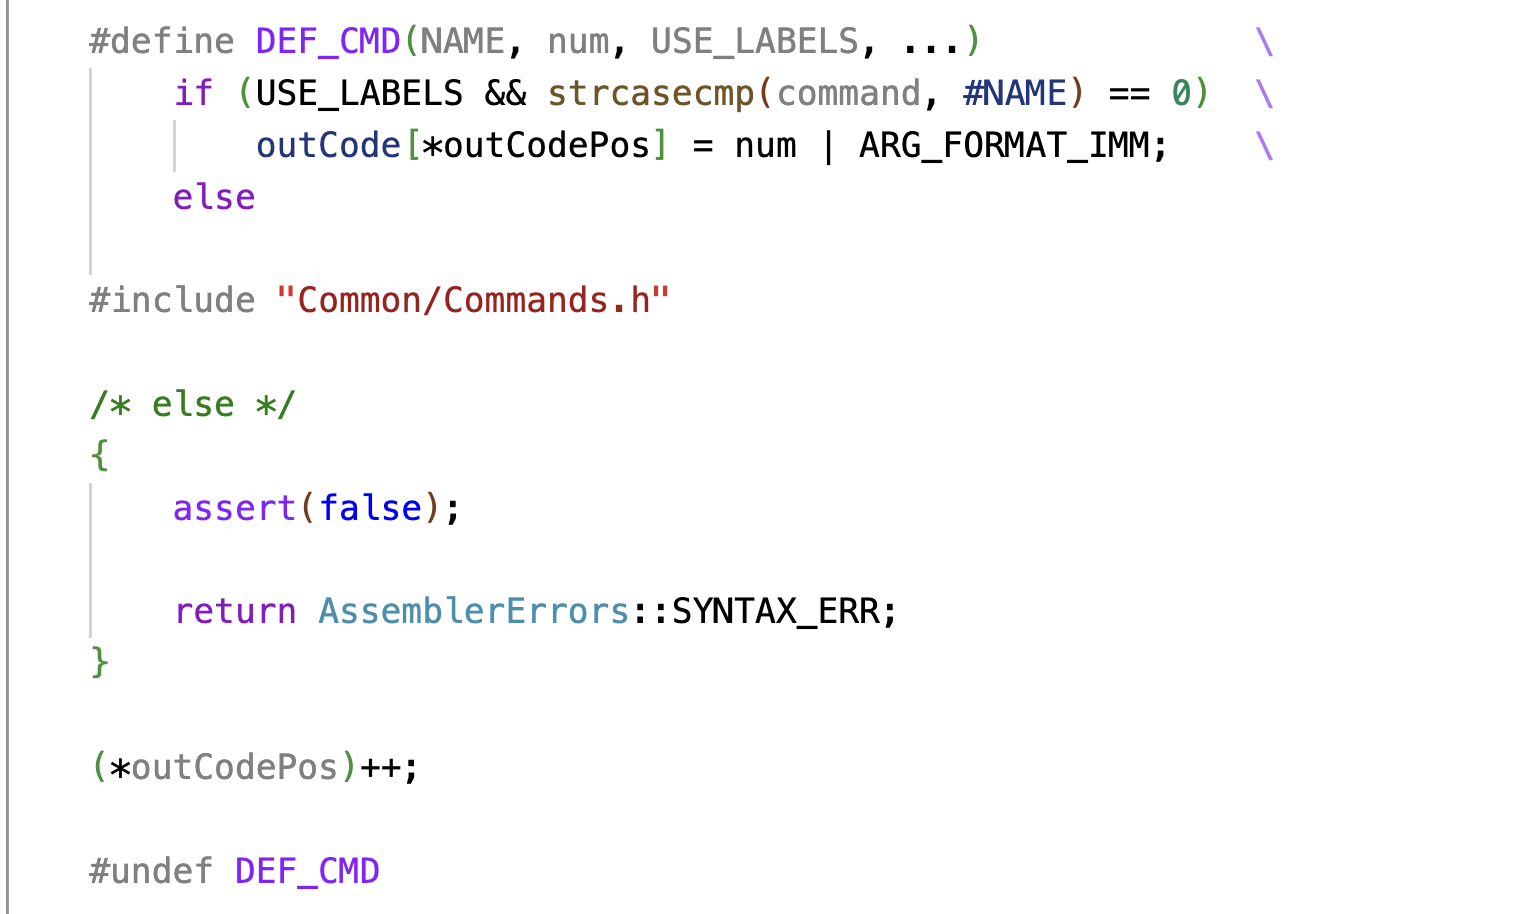 #define DEF_CMD(NAME, num, USE_LABELS, ...) \
if (USE_LABELS && strcasecmp(command, #NAME) == 0) \
outCode[*outCodePos] = num | ARG_FORMAT_IMM; \
else
#include "Common/Commands.h"
/* else */
{
assert(false);
return AssemblerErrors::SYNTAX_ERR;
}
(*outCodePos)++;
#undef DEF_CMD